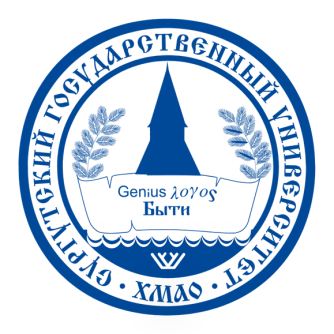 СУРГУТСКИЙ ГОСУДАРСТВЕННЫЙ УНИВЕРСИТЕТ
Genius λογος
Быти
• ХМАО •